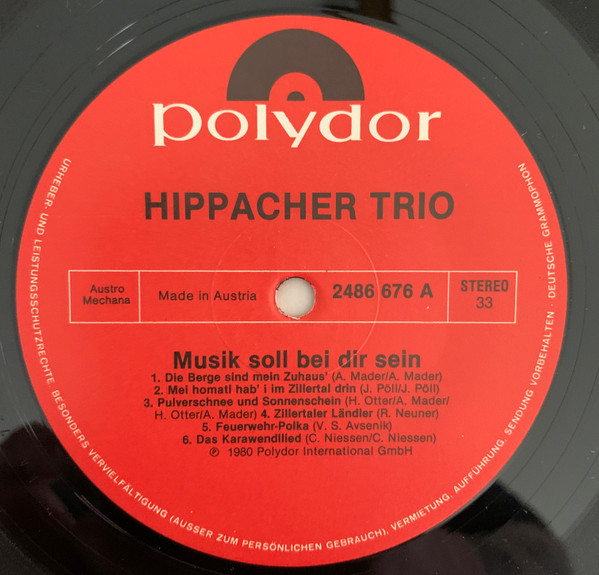 polydor
HIPPACHER TRIO
Austro
Mechana
Made in Austria
2486 676 A
STEREO
33
Musik soll bei dir sein
1. Die Berge sind mein Zuhaus' (A. Mader/A. Mader)
2. Mei homatl hab' i im Zillertal drin (J. Pöll/J. Pöll)
3. Pulverschnee und Sonnenschein (H. Otter/A. Mader/
H. Otter/A. Mader) 4. Zillertaler Ländler (R. Neuner)
5. Feuerwehr-Polka (V. S. Avsenik)
6. Das Karawendllied (C. Niessen/C. Niessen)
℗ 1980 Polydor International GmbH
URHEBER- UND LEISTUNGSSCHUTZRECHTE, BESONDERS VERVIELFÄLTIGUNG (AUSSER ZUM PERSÖNLICHEN GEBRAUCH), VERMIETUNG, AUFFÜHRUNG, SENDUNG VORBEHALTEN · DEUTSCHE GRAMMOPHON